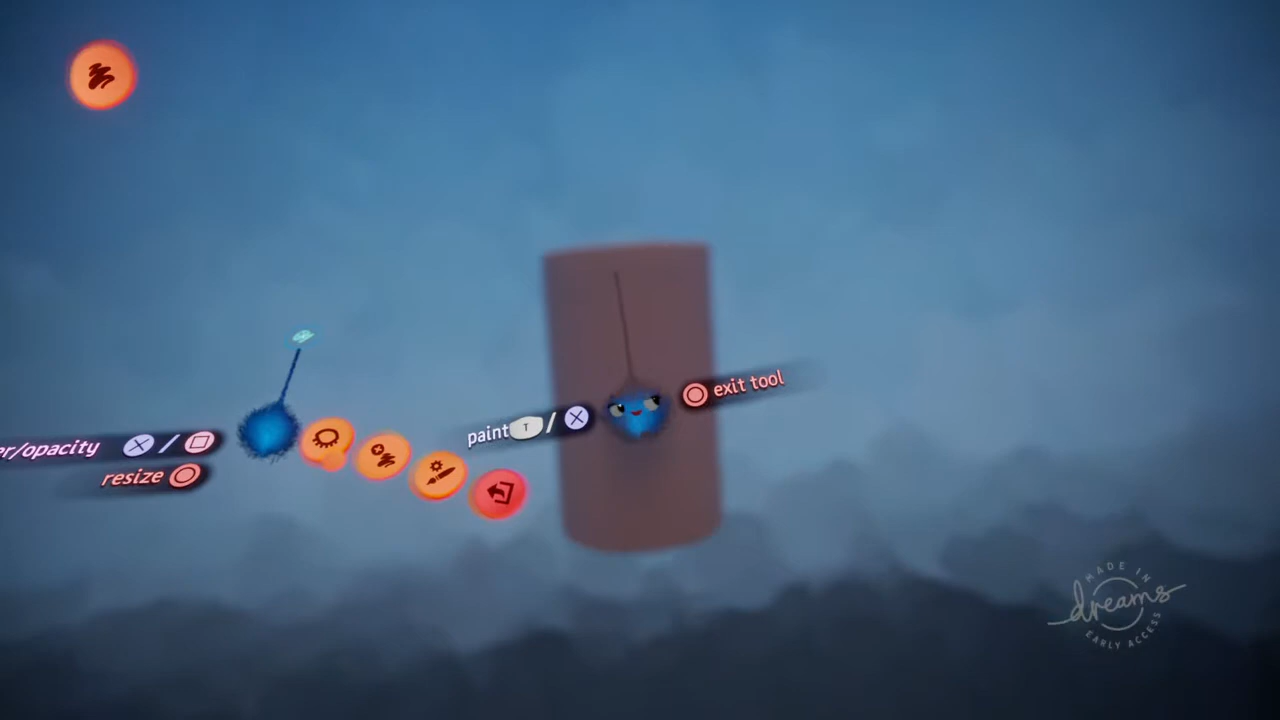 er/opacity
resize
paint T /
exit tool
MADE IN
dreams
EARLY ACCESS